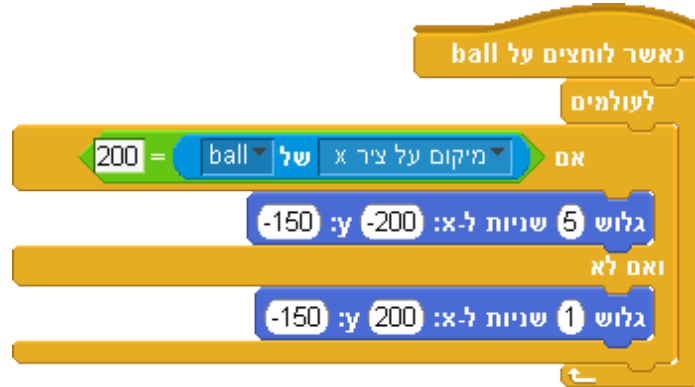 כאשר לוחצים על ball
לעולמים
אם מיקום על ציר x של ball = 200
גלוש 5 שניות ל-x: -200 y: -150
ואם לא
גלוש 1 שניות ל-x: 200 y: -150